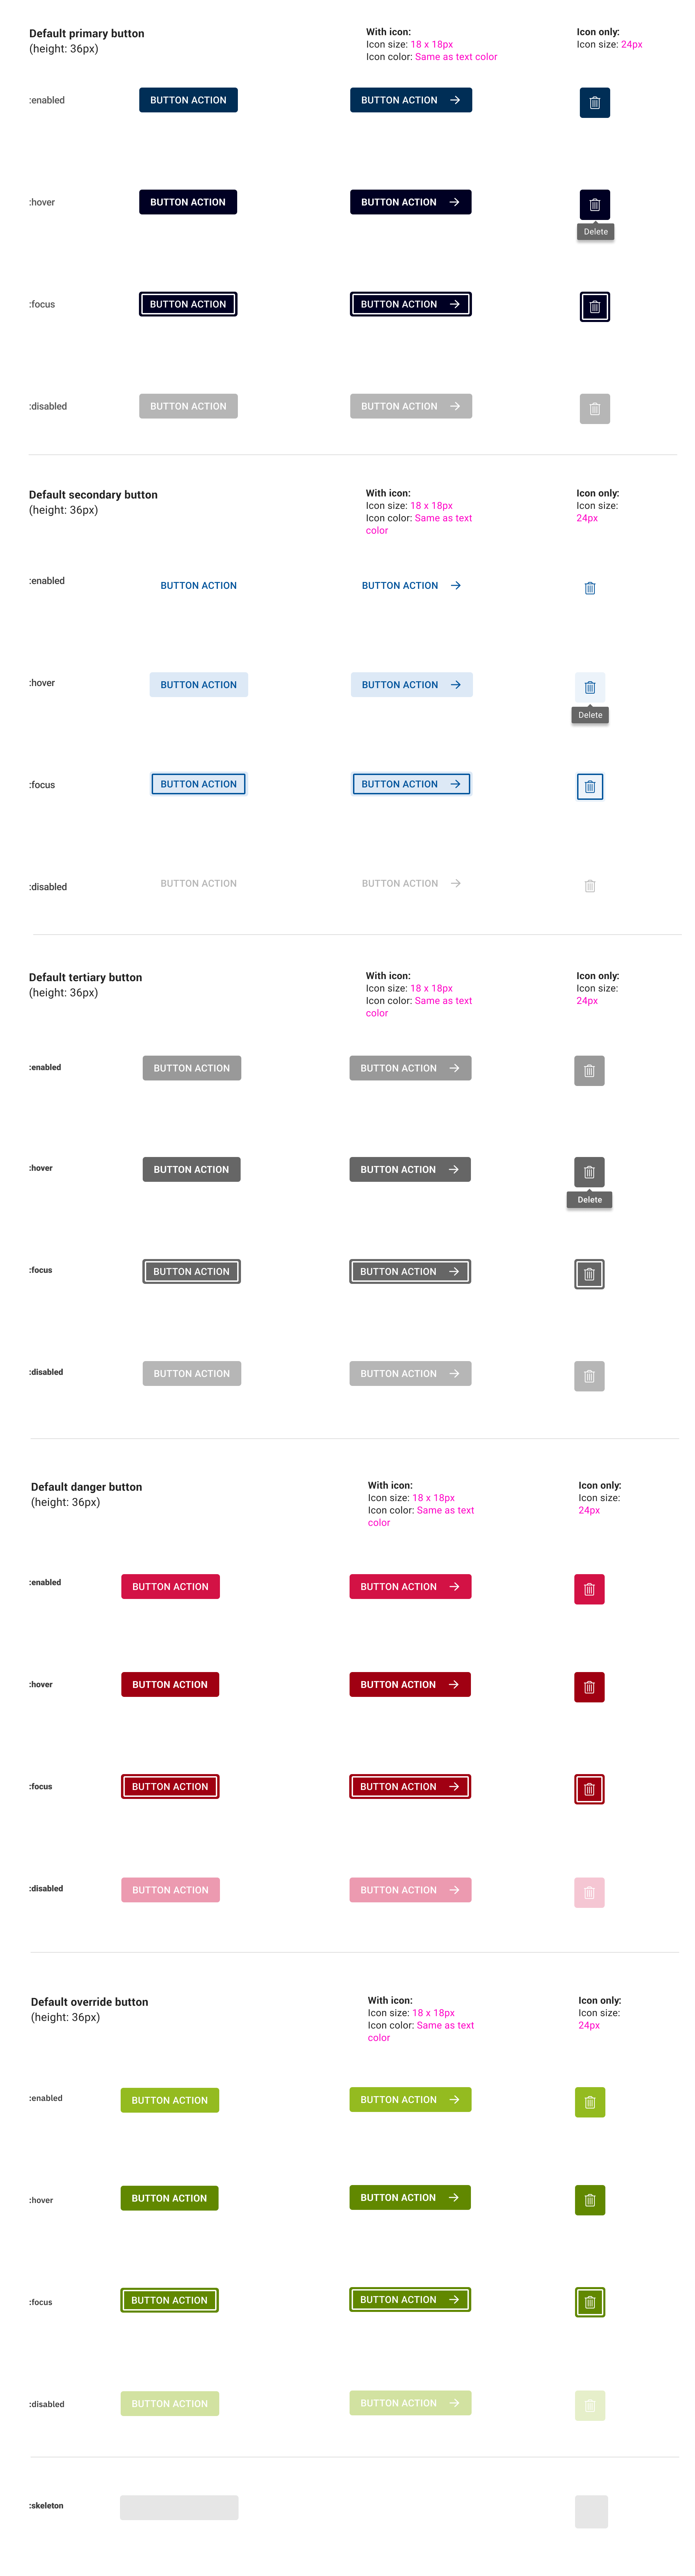 Default primary button
(height: 36px)
With icon:
Icon size: 18 x 18px
Icon color: Same as text color
Icon only:
Icon size: 24px
:enabled
BUTTON ACTION
BUTTON ACTION
:hover
BUTTON ACTION
BUTTON ACTION
Delete
:focus
BUTTON ACTION
BUTTON ACTION
:disabled
BUTTON ACTION
BUTTON ACTION
Default secondary button
(height: 36px)
With icon:
Icon size: 18 x 18px
Icon color: Same as text
color
Icon only:
Icon size:
24px
:enabled
BUTTON ACTION
BUTTON ACTION
:hover
BUTTON ACTION
BUTTON ACTION
Delete
:focus
BUTTON ACTION
BUTTON ACTION
:disabled
BUTTON ACTION
BUTTON ACTION
Default tertiary button
(height: 36px)
With icon:
Icon size: 18 x 18px
Icon color: Same as text
color
Icon only:
Icon size:
24px
:enabled
BUTTON ACTION
BUTTON ACTION
:hover
BUTTON ACTION
BUTTON ACTION
Delete
:focus
BUTTON ACTION
BUTTON ACTION
:disabled
BUTTON ACTION
BUTTON ACTION
Default danger button
(height: 36px)
With icon:
Icon size: 18 x 18px
Icon color: Same as text
color
Icon only:
Icon size:
24px
:enabled
BUTTON ACTION
BUTTON ACTION
:hover
BUTTON ACTION
BUTTON ACTION
:focus
BUTTON ACTION
BUTTON ACTION
:disabled
BUTTON ACTION
BUTTON ACTION
Default override button
(height: 36px)
With icon:
Icon size: 18 x 18px
Icon color: Same as text
color
Icon only:
Icon size:
24px
:enabled
BUTTON ACTION
BUTTON ACTION
:hover
BUTTON ACTION
BUTTON ACTION
:focus
BUTTON ACTION
BUTTON ACTION
:disabled
BUTTON ACTION
BUTTON ACTION
:skeleton